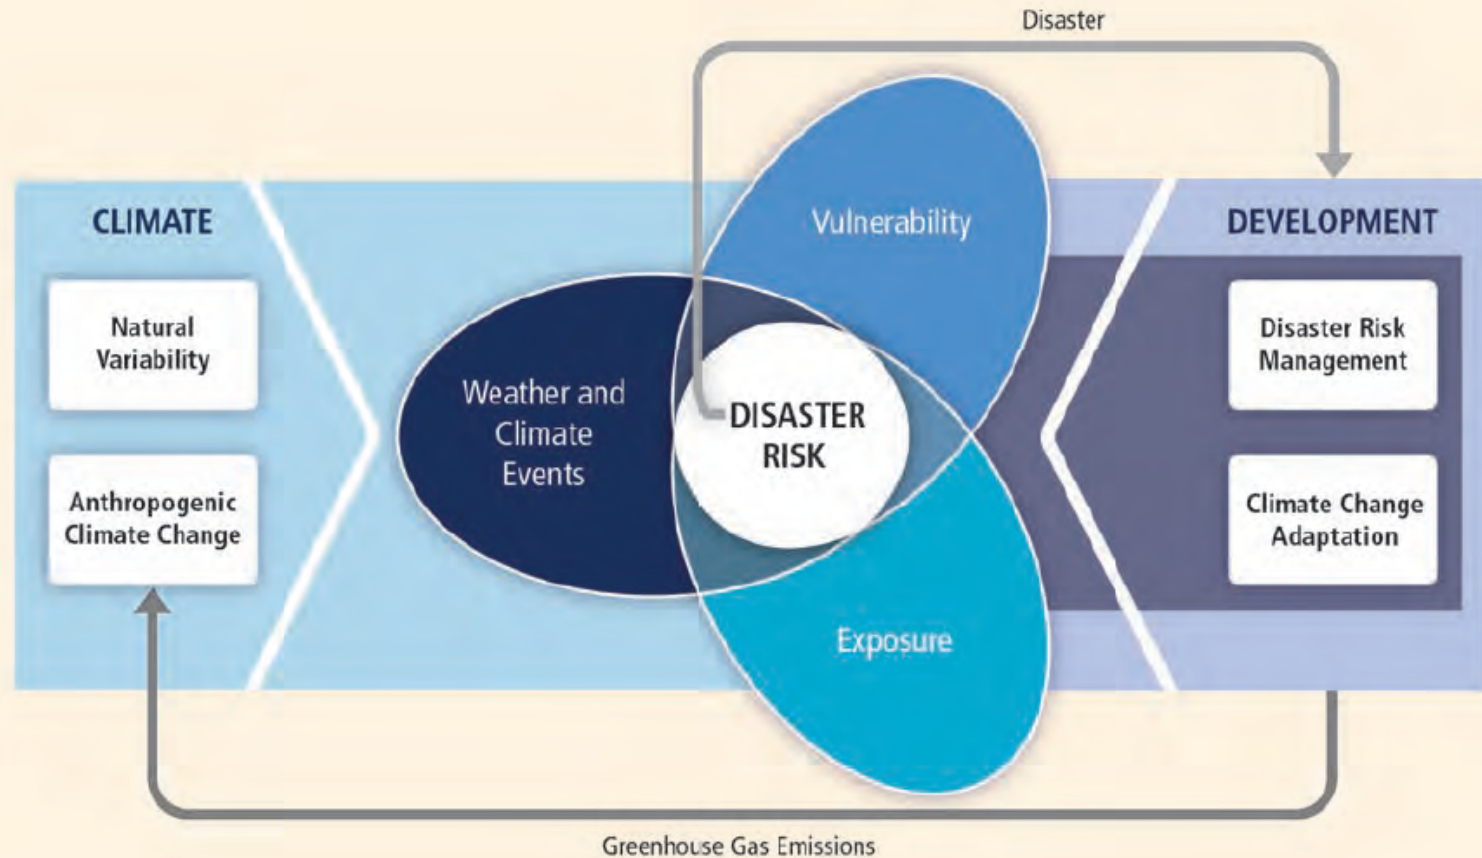 Disaster
CLIMATE
Natural
Variability
Anthropogenic
Climate Change
Weather and
Climate
Events
Vulnerability
DISASTER
RISK
Exposure
DEVELOPMENT
Disaster Risk
Management
Climate Change
Adaptation
Greenhouse Gas Emissions